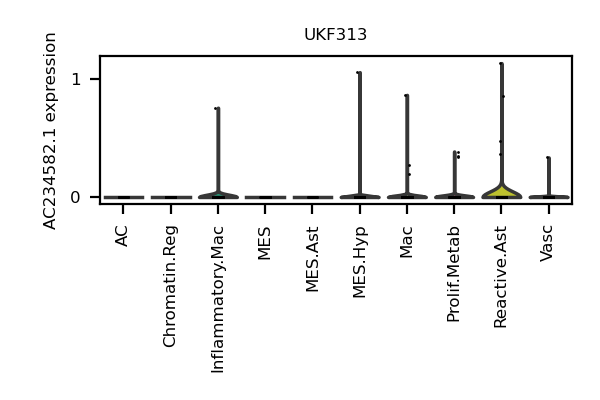 UKF313
AC234582.1 expression
1
0
AC
Chromatin.Reg
Inflammatory.Mac
MES
MES.Ast
MES.Hyp
Mac
Prolif.Metab
Reactive.Ast
Vasc